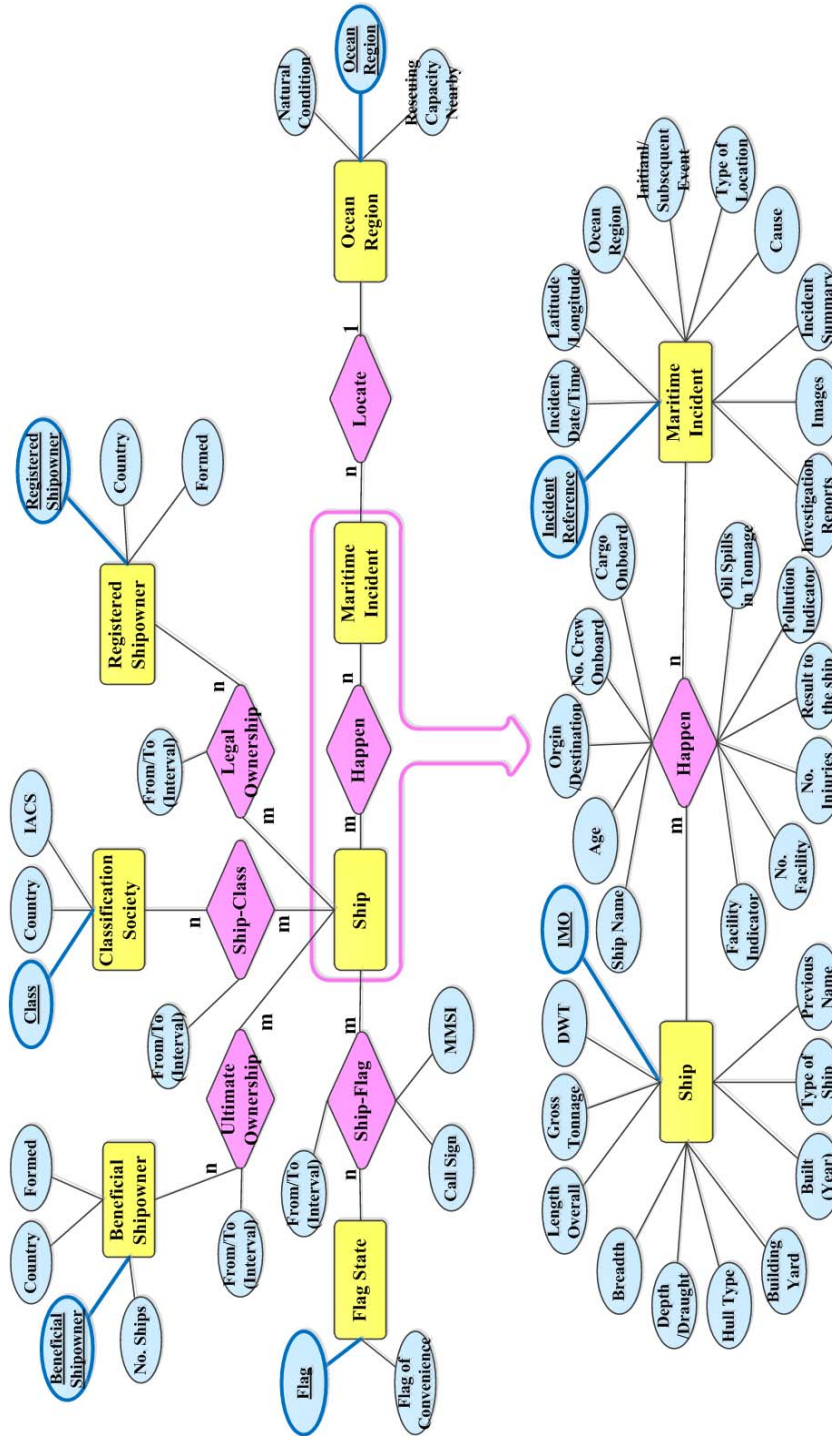 Beneficial
Shipowner
Country
Formed
No. Ships
Beneficial
Shipowner
Class
Country
IACS
Classification
Society
Registered
Shipowner
Country
Formed
Registered
Shipowner
From/To
(Interval)
n
Ultimate
Ownership
m
From/To
(Interval)
n
Ship-Class
m
From/To
(Interval)
n
Legal
Ownership
m
Flag
Flag of
Convenience
Flag State
n
Ship-Flag
m
From/To
(Interval)
Call Sign
MMSI
Ship
m
Happen
n
Maritime
Incident
n
Locate
1
Ocean
Region
Natural
Condition
Ocean
Region
Rescuing
Capacity
Nearby
Breadth
Length
Overall
Gross
Tonnage
DWT
IMO
Depth
/Draught
Hull Type
Building
Yard
Built
(Year)
Type of
Ship
Previous
Name
Ship
m
Happen
n
Ship Name
Age
Orgin
/Destination
No. Crew
Onboard
Cargo
Onboard
Facility
Indicator
No.
Facility
No.
Injuries
Result to
the ship
Pollution
Indicator
Oil Spills
in Tonnage
Maritime
Incident
Incident
Reference
Incident
Date/Time
Latitude
/Longitude
Ocean
Region
Initianl/
Subsequent
Event
Type of
Location
Cause
Incident
Summary
Images
Investigation
Reports